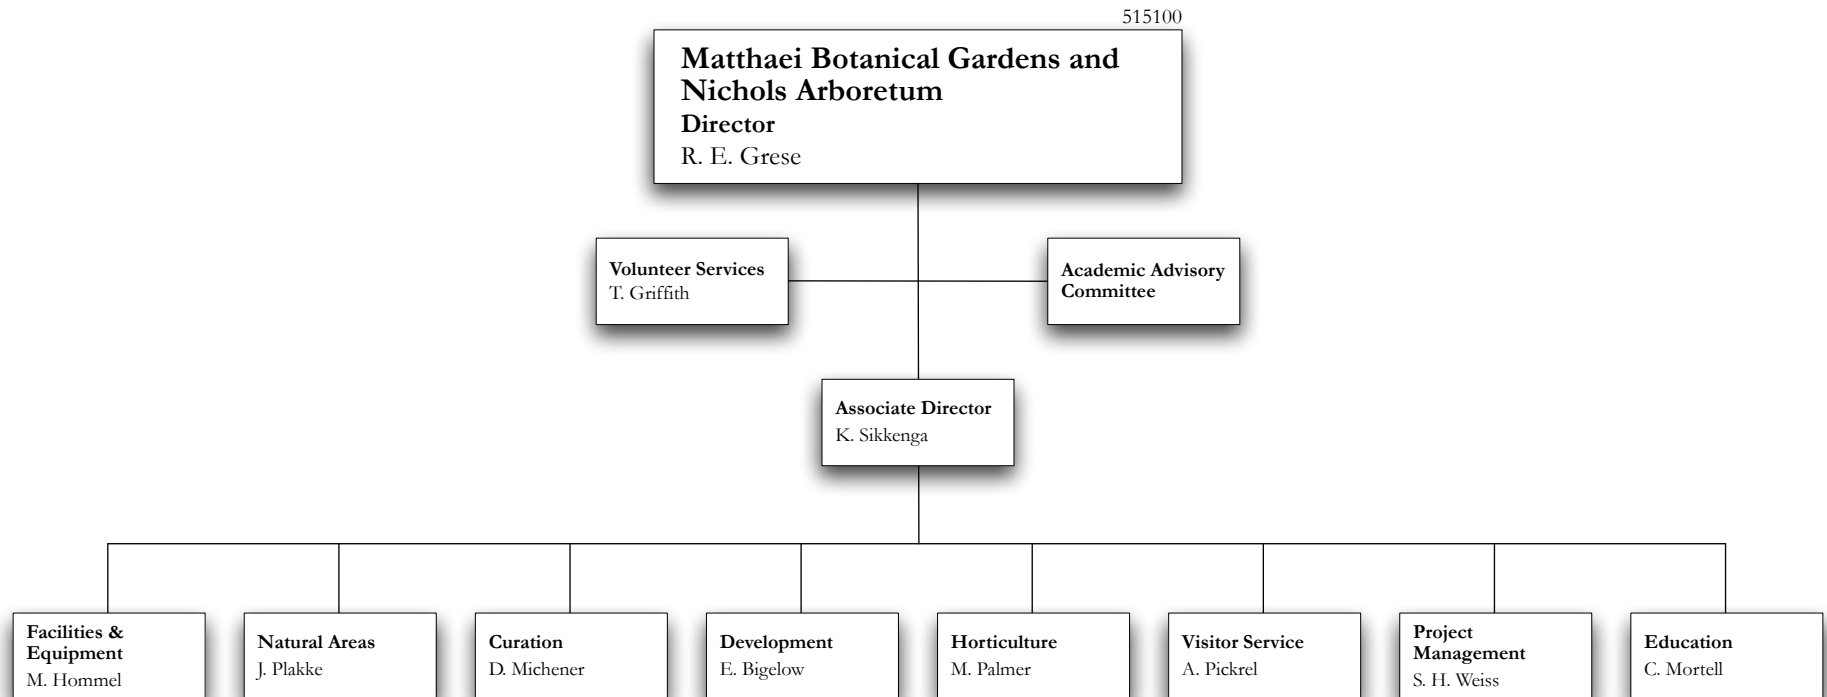 515100
Matthaei Botanical Gardens and
Nichols Arboretum
Director
R. E. Grese
Volunteer Services
T. Griffith
Academic Advisory
Committee
Associate Director
K. Sikkenga
Facilities &
Equipment
M. Hommel
Natural Areas
J. Plakke
Curation
D. Michener
Development
E. Bigelow
Horticulture
M. Palmer
Visitor Service
A. Pickrel
Project
Management
S. H. Weiss
Education
C. Mortell